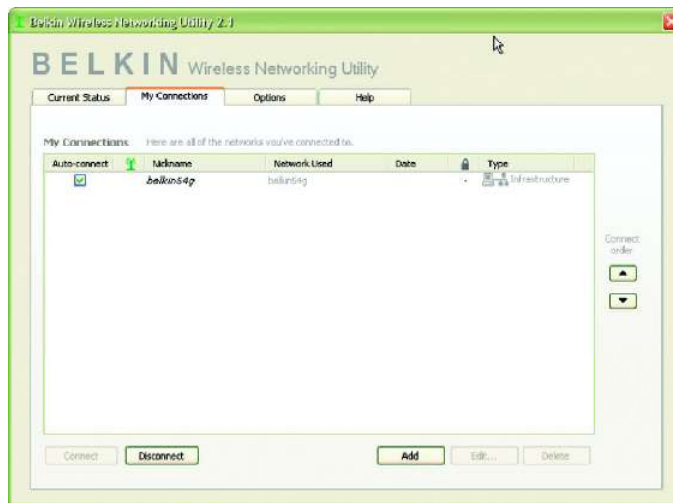 Belkin Wireless Networking Utility 2.1
BELKIN Wireless Networking Utility
Current Status My Connections Options Help
My Connections Here are all of the networks you've connected to.
Auto-connect Nickname Network Used Date Type
belkin54g belkin54g - Infrastructure
Connect order
Connect Disconnect Add Edit... Delete